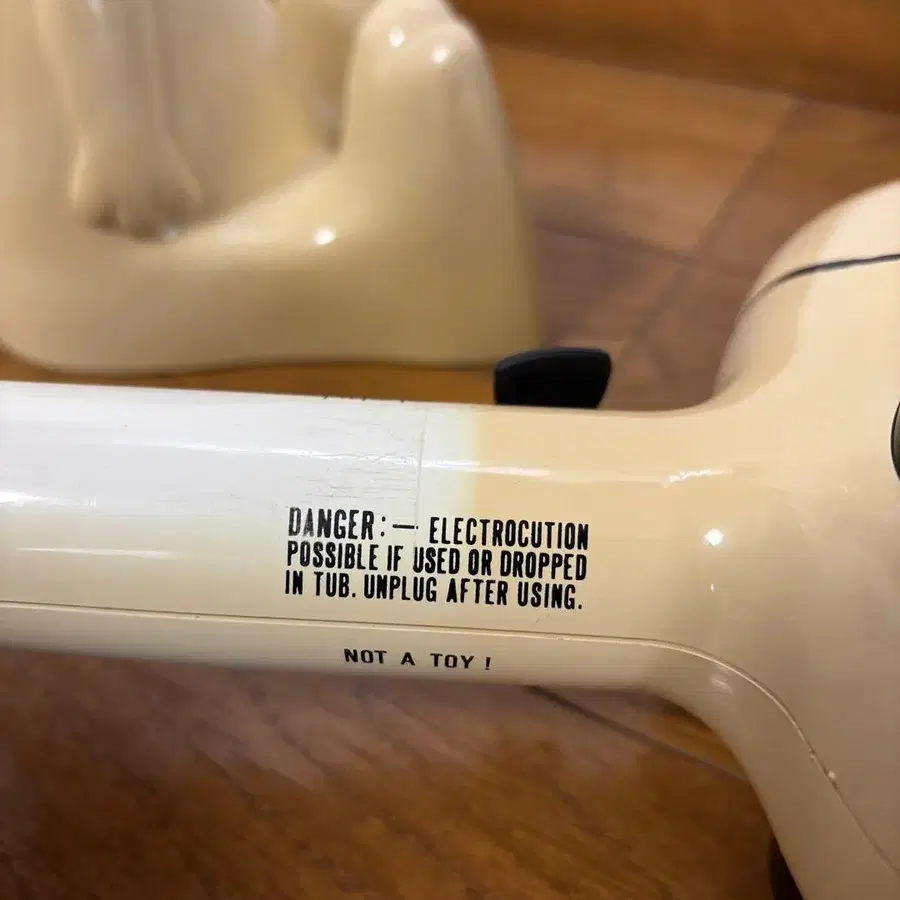 DANGER:— ELECTROCUTION
POSSIBLE IF USED OR DROPPED
IN TUB. UNPLUG AFTER USING.
NOT A TOY!